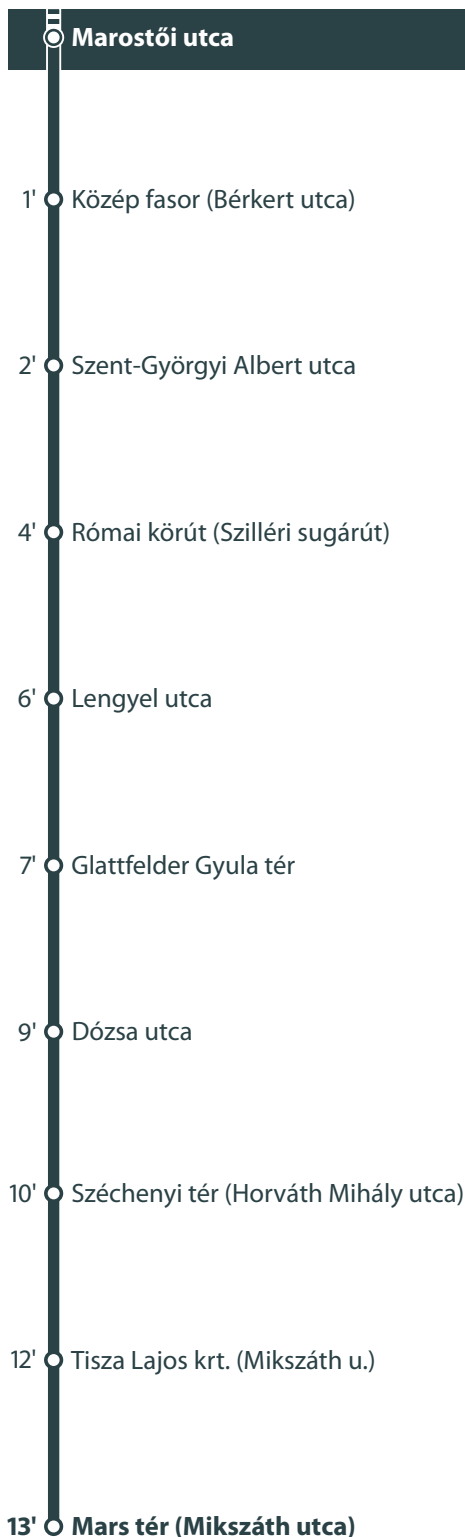 Marostői utca
1' Közép fasor (Bérkert utca)
2' Szent-Györgyi Albert utca
4' Római körút (Szilléri sugárút)
6' Lengyel utca
7' Glattfelder Gyula tér
9' Dózsa utca
10' Széchenyi tér (Horváth Mihály utca)
12' Tisza Lajos krt. (Mikszáth u.)
13' Mars tér (Mikszáth utca)